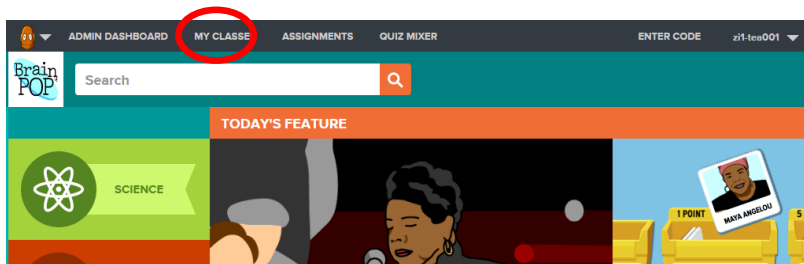 ADMIN DASHBOARD MY CLASSE ASSIGNMENTS QUIZ MIXER ENTER CODE zi1-tea001
Brain
POP
Search
TODAY'S FEATURE
SCIENCE
1 POINT
MAYA ANGELOU
5